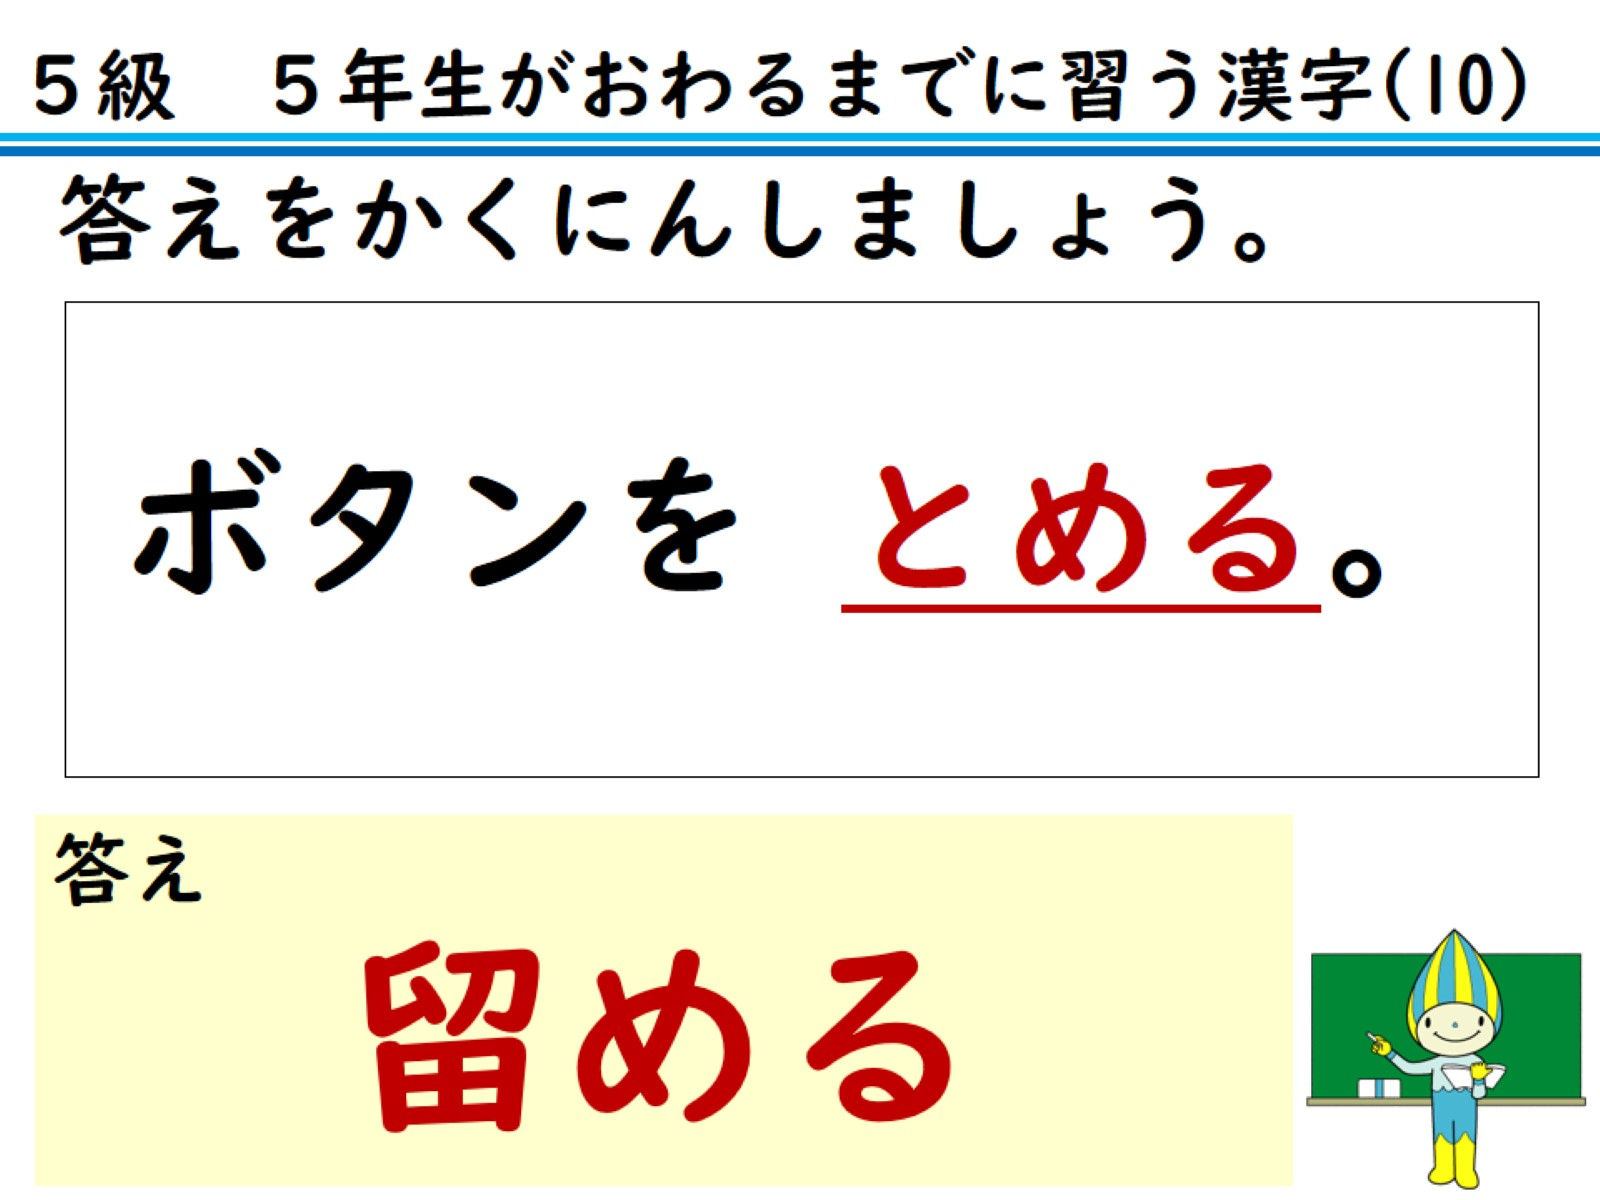 ５級　５年生がおわるまでに習う漢字(10)
答えをかくにんしましょう。
ボタンを とめる。
答え
留める